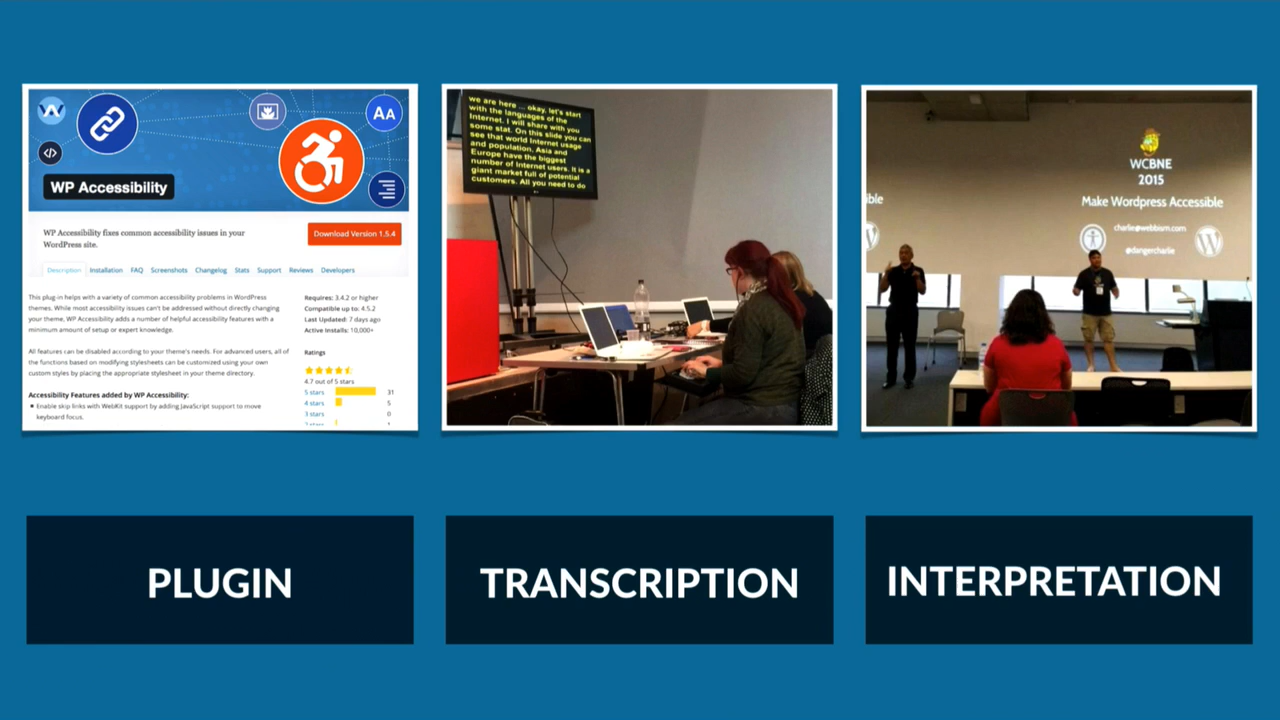 AA
WP Accessibility
WP Accessibility fixes common accessibility issues in your
WordPress site.
Download Version 1.5.4
Description Installation FAQ Screenshots Changelog Stats Support Reviews Developers
This plug-in helps with a variety of common accessibility problems in WordPress
themes. While most accessibility issues can't be addressed without directly changing
your theme, WP Accessibility adds a number of helpful accessibility features with a
minimum amount of setup or expert knowledge.
All features can be disabled according to your theme's needs. For advanced users, all of
the functions based on modifying stylesheets can be customized using your own
custom styles by placing the appropriate stylesheet in your theme directory.
Accessibility Features added by WP Accessibility:
Enable skip links with WebKit support by adding JavaScript support to move
keyboard focus.
Requires: 3.4.2 or higher
Compatible up to: 4.5.2
Last Updated: 7 days ago
Active Installs: 10,000+
Ratings
4.7 out of 5 stars
5 stars 31
4 stars 5
3 stars 0
we are here ... okay, let's start
with the languages of the
Internet. I will share with you
some stat. On this slide you can
see that world Internet usage
and population. Asia and
Europe have the biggest
number of Internet users. It is a
giant market full of potential
customers. All you need to do
WCBNE
2015
Make Wordpress Accessible
ible
charlie@webbism.com
@dangercharlie
PLUGIN
TRANSCRIPTION
INTERPRETATION